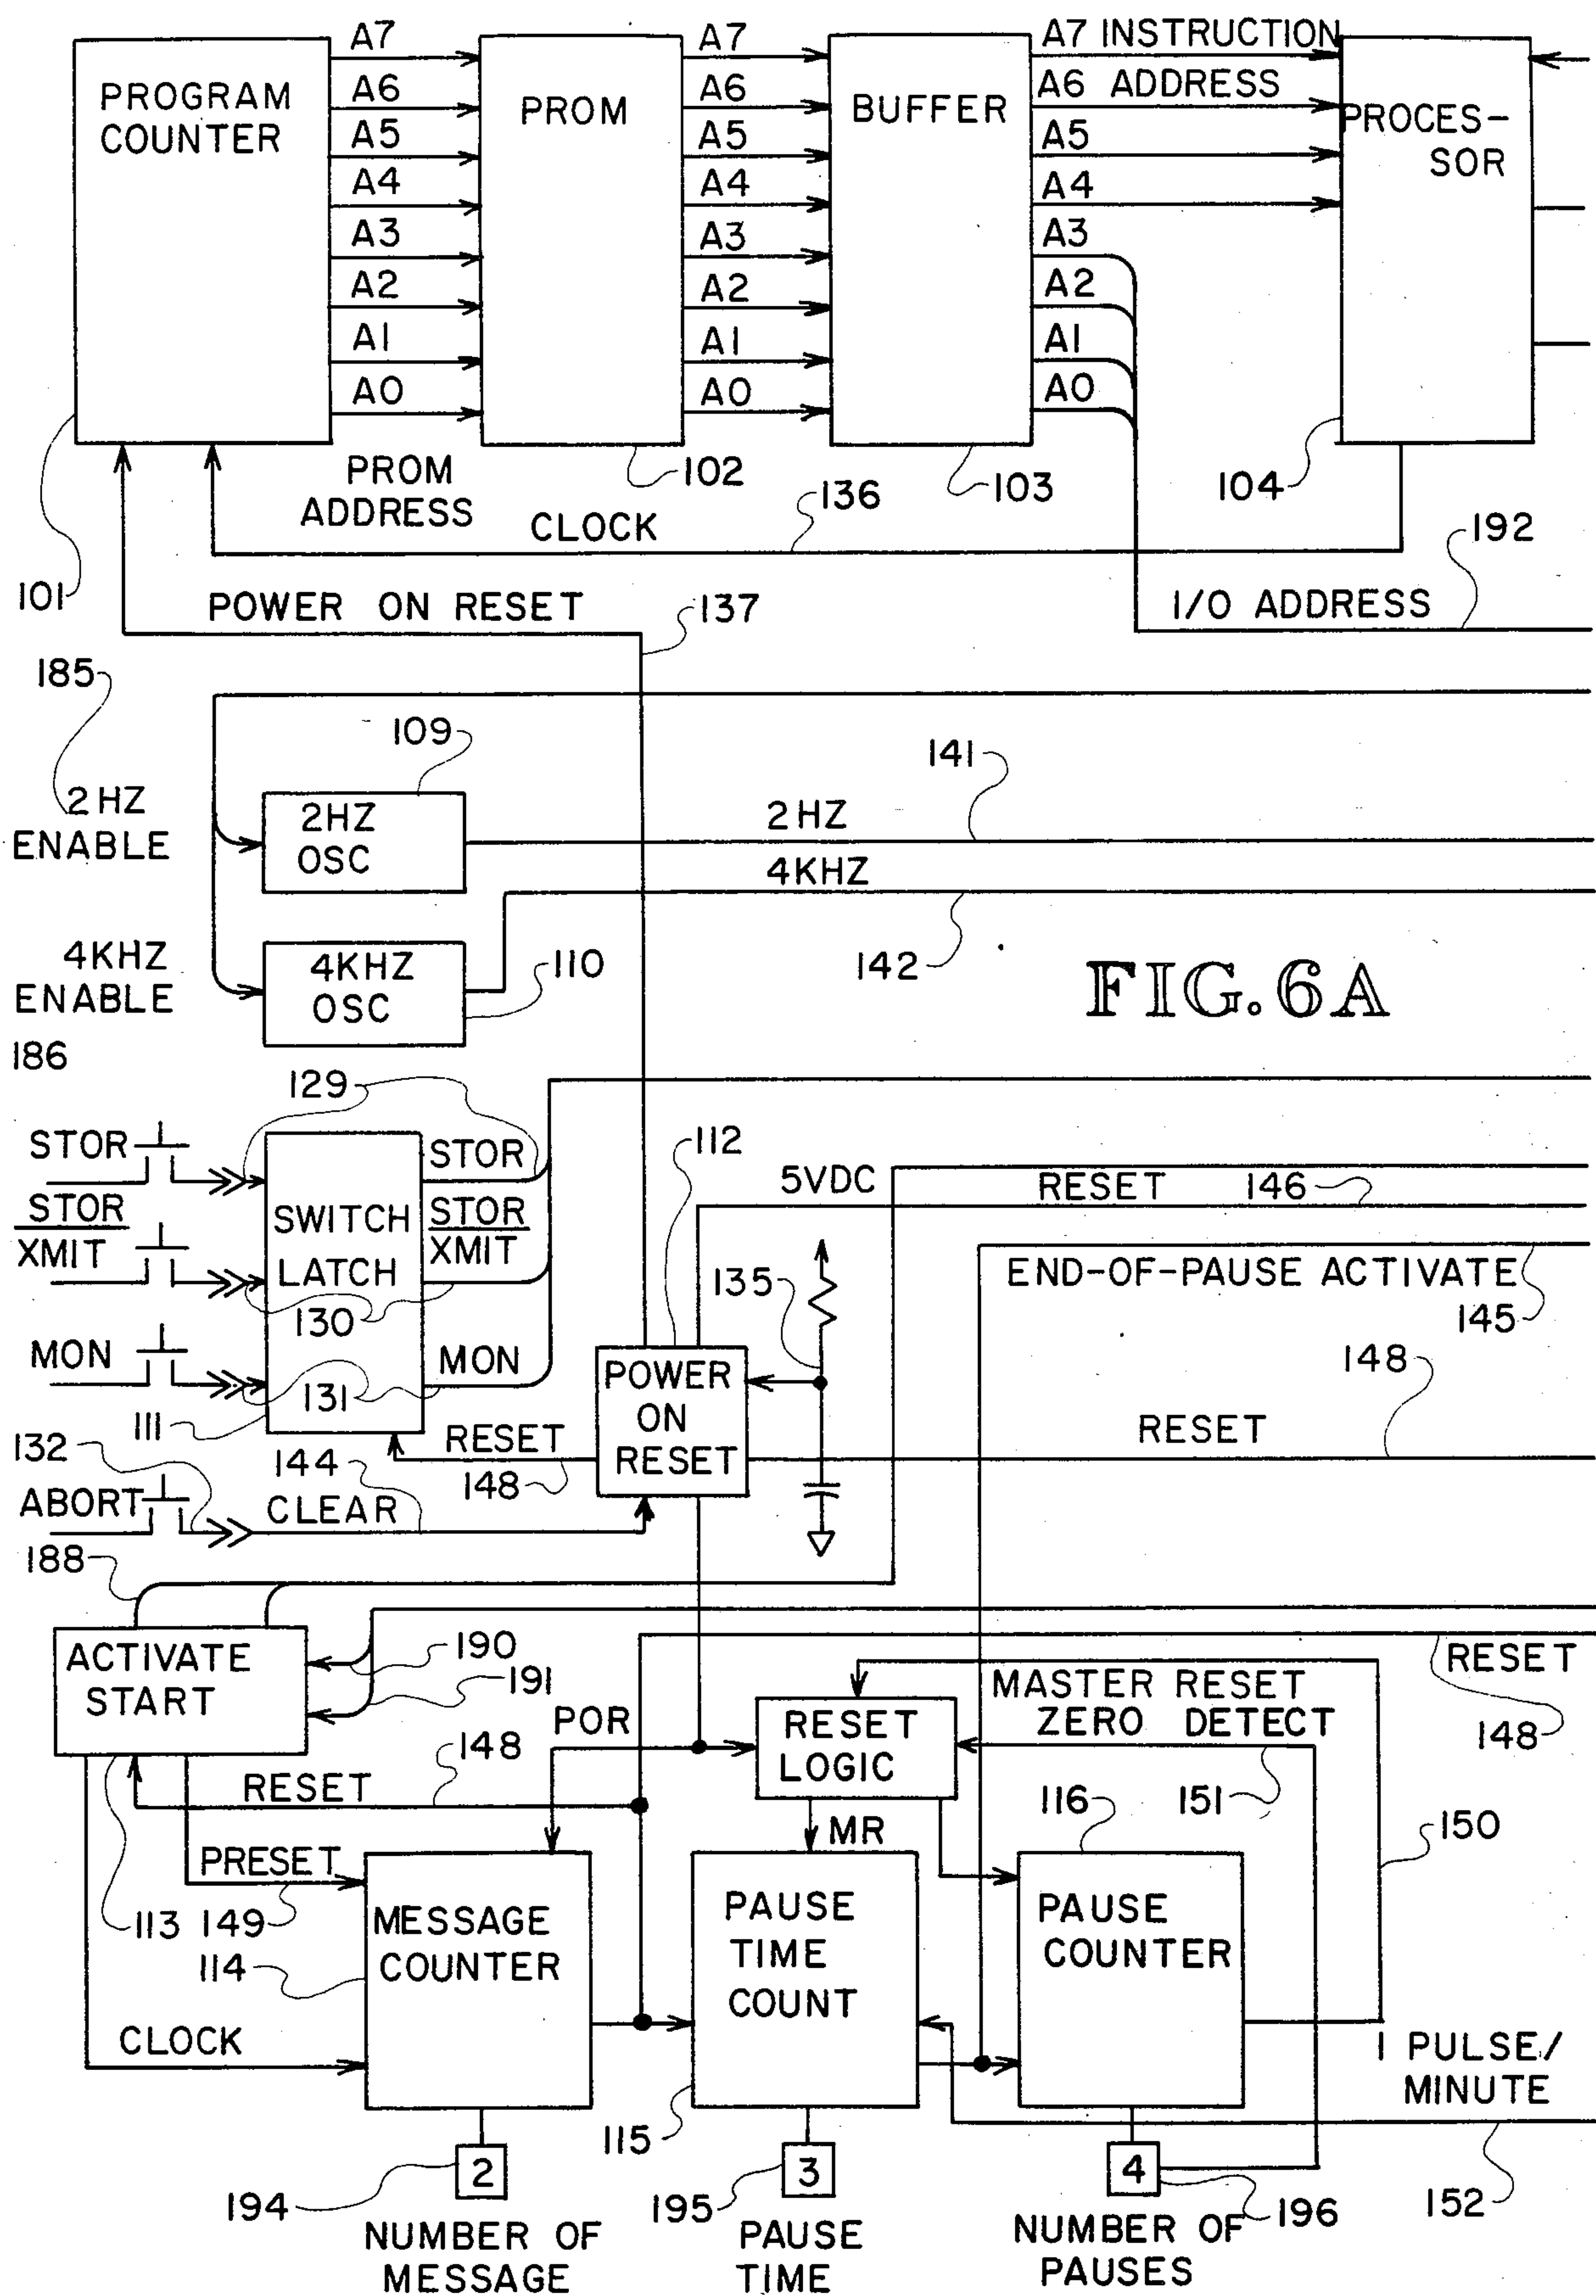 A7
A7
A7 INSTRUCTION
PROGRAM
COUNTER
A6
PROM
A6
BUFFER
A6 ADDRESS
PROCES-
SOR
A5
A5
A5
A4
A4
A4
A3
A3
A3
A2
A2
A2
A1
A1
A1
A0
A0
A0
PROM
ADDRESS
102
103
104
136
CLOCK
192
101
POWER ON RESET
137
I/O ADDRESS
185
109
141
2HZ
ENABLE
2HZ
OSC
2HZ
4KHZ
4KHZ
ENABLE
4KHZ
OSC
110
142
FIG.6A
186
129
STOR
STOR
112
5VDC
RESET
146
STOR
XMIT
SWITCH
LATCH
STOR
XMIT
END-OF-PAUSE ACTIVATE
135
145
130
MON
MON
POWER
ON
RESET
148
131
111
RESET
RESET
132
144
148
ABORT
CLEAR
188
ACTIVATE
START
190
191
RESET
148
MASTER RESET
ZERO DETECT
POR
RESET
LOGIC
148
RESET
116
151
150
MR
PRESET
113
149
MESSAGE
COUNTER
PAUSE
TIME
COUNT
PAUSE
COUNTER
114
CLOCK
1 PULSE/
MINUTE
115
2
3
4
194
195
196
152
NUMBER OF
MESSAGE
PAUSE
TIME
NUMBER OF
PAUSES